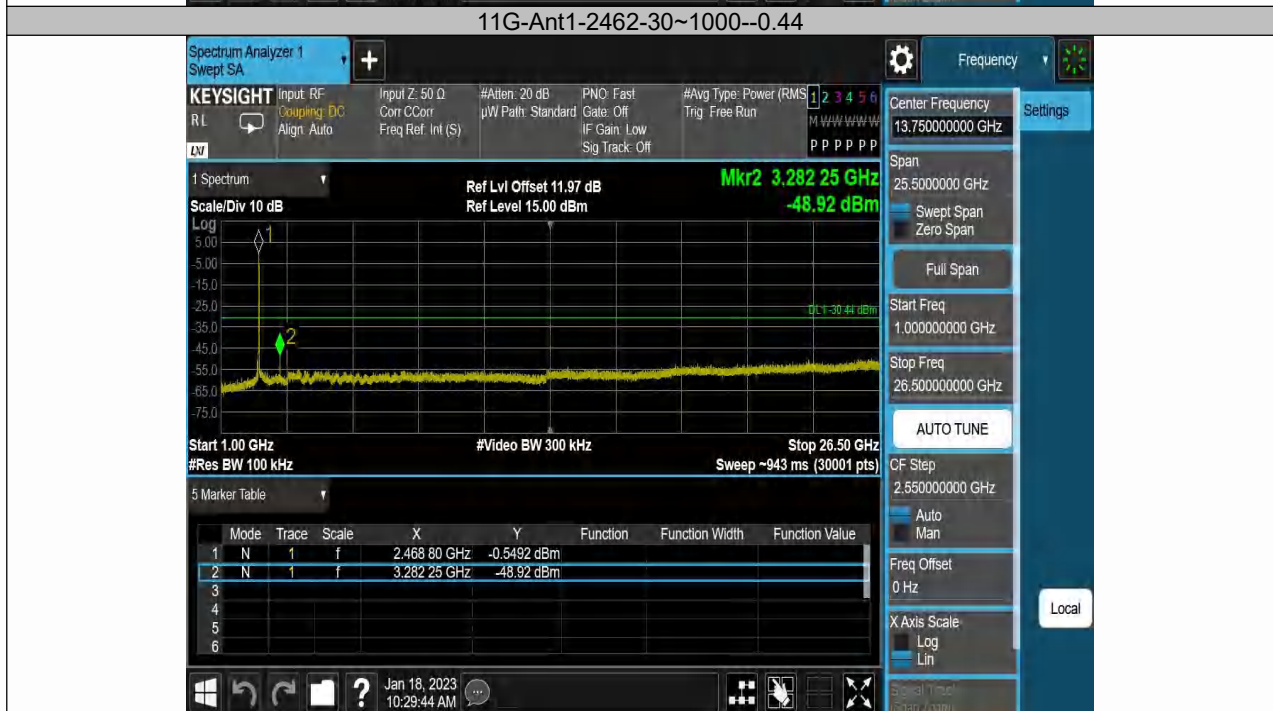 11G-Ant1-2462-30~1000--0.44
Spectrum Analyzer 1
Swept SA
+
Frequency
KEYSIGHT
RL
LXI
Input: RF
Coupling: DC
Align: Auto
Input Z: 50 Ω
Corr CCorr
Freq Ref: Int (S)
#Atten: 20 dB
µW Path: Standard
PNO: Fast
Gate: Off
IF Gain: Low
Sig Track: Off
#Avg Type: Power (RMS
Trig: Free Run
1 2 3 4 5 6
M W W W W W
P P P P P P
Center Frequency
13.750000000 GHz
Settings
Span
25.5000000 GHz
Swept Span
Zero Span
Full Span
Start Freq
1.000000000 GHz
Stop Freq
26.500000000 GHz
AUTO TUNE
CF Step
2.550000000 GHz
Auto
Man
Freq Offset
0 Hz
X Axis Scale
Log
Lin
Local
1 Spectrum
Scale/Div 10 dB
Ref Lvl Offset 11.97 dB
Ref Level 15.00 dBm
Mkr2 3.282 25 GHz
-48.92 dBm
Log
5.00
-5.00
-15.0
-25.0
-35.0
-45.0
-55.0
-65.0
-75.0
1
2
DL1 -30.44 dBm
Start 1.00 GHz
#Res BW 100 kHz
#Video BW 300 kHz
Stop 26.50 GHz
Sweep ~943 ms (30001 pts)
5 Marker Table
Mode Trace Scale X Y Function Function Width Function Value
1 N 1 f 2.468 80 GHz -0.5492 dBm
2 N 1 f 3.282 25 GHz -48.92 dBm
3
4
5
6
?
Jan 18, 2023
10:29:44 AM